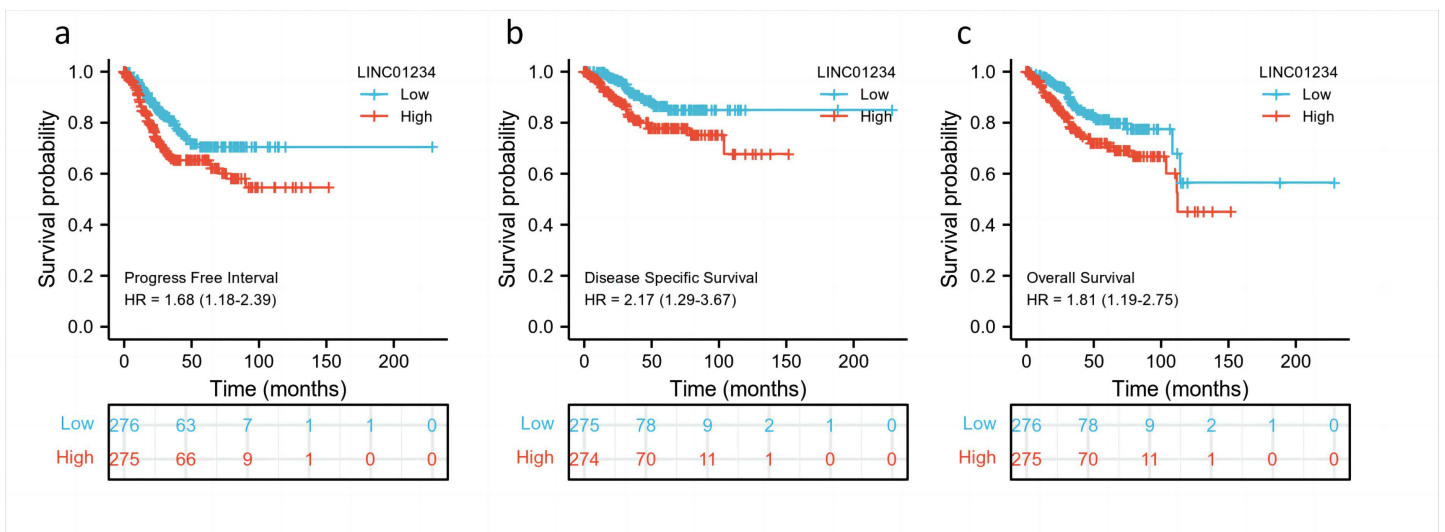 a
Survival probability
1.0
0.8
0.6
0.4
0.2
0.0
LINC01234
Low
High
Progress Free Interval
HR = 1.68 (1.18-2.39)
0 50 100 150 200
Time (months)
Low 276 63 7 1 1 0
High 275 66 9 1 0 0
b
Survival probability
1.0
0.8
0.6
0.4
0.2
0.0
LINC01234
Low
High
Disease Specific Survival
HR = 2.17 (1.29-3.67)
0 50 100 150 200
Time (months)
Low 275 78 9 2 1 0
High 274 70 11 1 0 0
c
Survival probability
1.0
0.8
0.6
0.4
0.2
0.0
LINC01234
Low
High
Overall Survival
HR = 1.81 (1.19-2.75)
0 50 100 150 200
Time (months)
Low 276 78 9 2 1 0
High 275 70 11 1 0 0